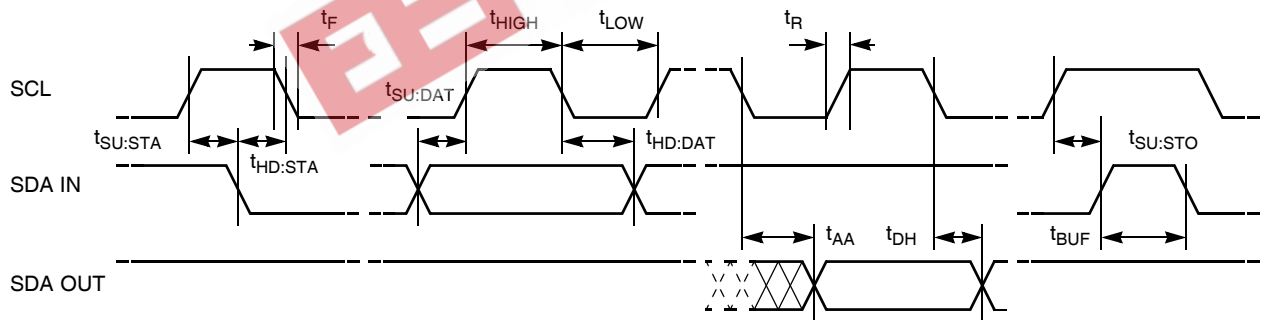 tF
tHIGH
tLOW
tR
SCL
tSU:DAT
tSU:STA
tHD:STA
tHD:DAT
tSU:STO
SDA IN
tAA
tDH
tBUF
SDA OUT